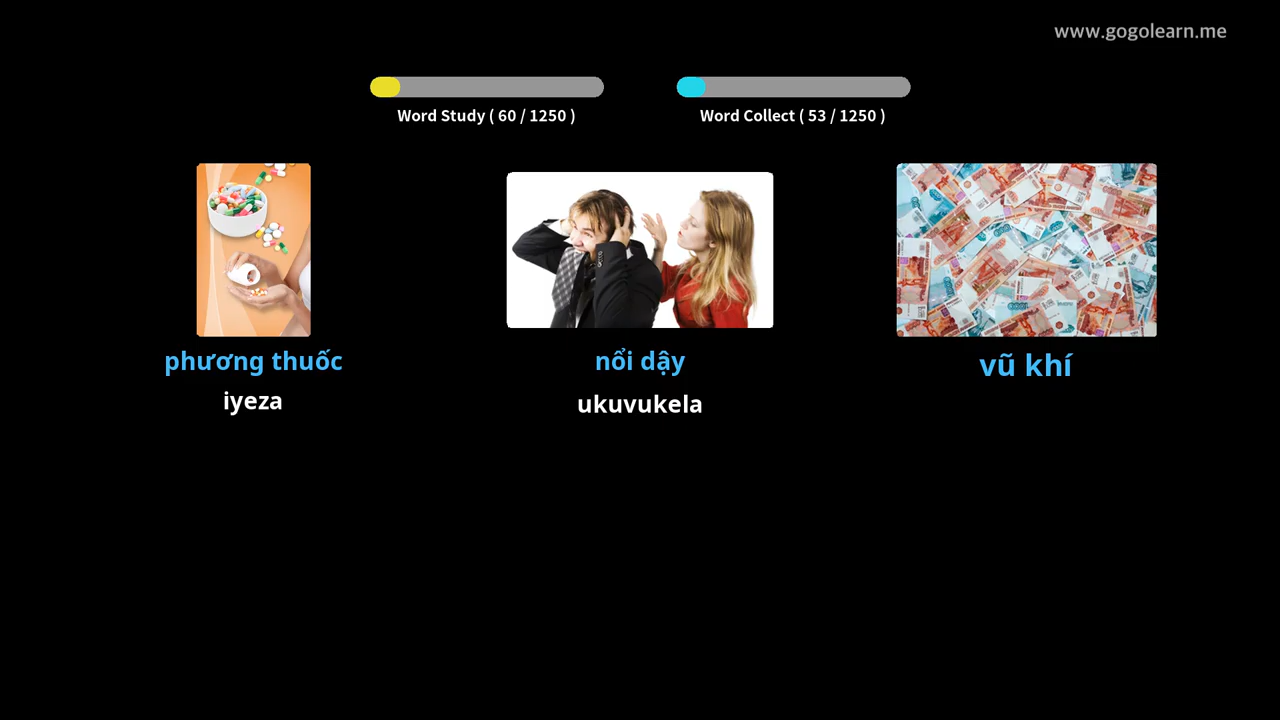 www.gogolearn.me
Word Study ( 60 / 1250 )
Word Collect ( 53 / 1250 )
phương thuốc
iyeza
nổi dậy
ukuvukela
vũ khí